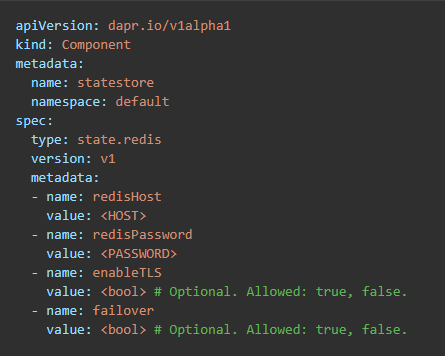 apiVersion: dapr.io/v1alpha1
kind: Component
metadata:
  name: statestore
  namespace: default
spec:
  type: state.redis
  version: v1
  metadata:
  - name: redisHost
    value: <HOST>
  - name: redisPassword
    value: <PASSWORD>
  - name: enableTLS
    value: <bool> # Optional. Allowed: true, false.
  - name: failover
    value: <bool> # Optional. Allowed: true, false.